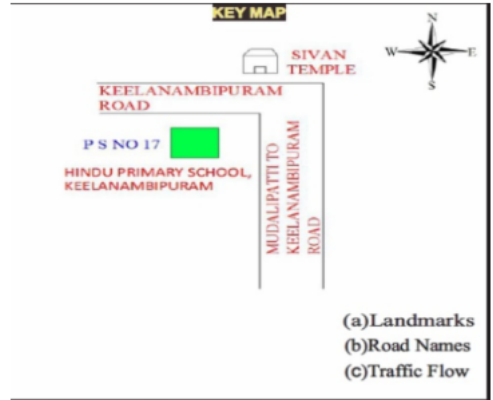 KEY MAP
N
W
E
S
SIVAN
TEMPLE
KEELANAMBIPURAM
ROAD
P S NO 17
HINDU PRIMARY SCHOOL,
KEELANAMBIPURAM
MUDALIPATTI TO
KEELANAMBIPURAM
ROAD
(a)Landmarks
(b)Road Names
(c)Traffic Flow